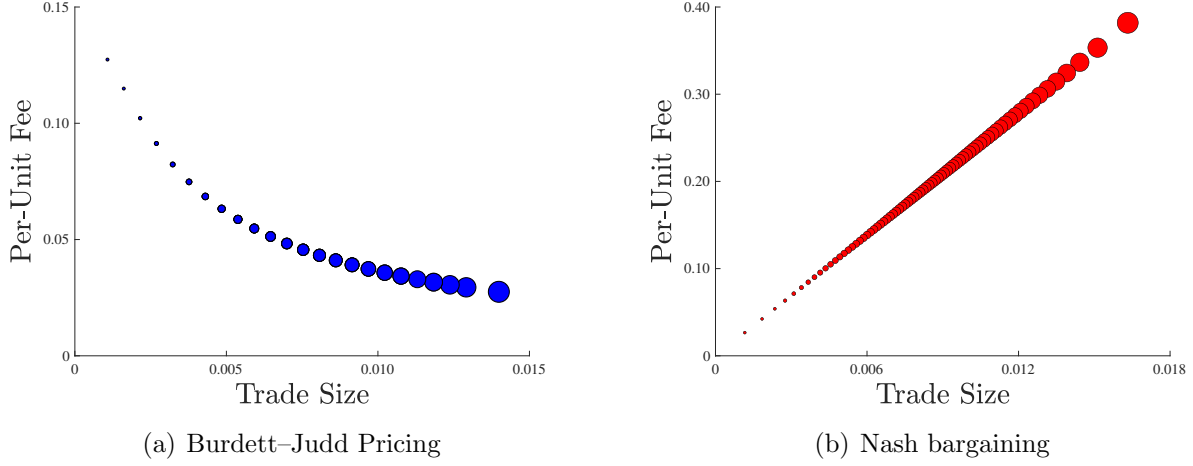 0.15
0.10
0.05
0
Per-Unit Fee
0 0.005 0.010 0.015
Trade Size
(a) Burdett–Judd Pricing
0.40
0.30
0.20
0.10
0
Per-Unit Fee
0 0.006 0.012 0.018
Trade Size
(b) Nash bargaining